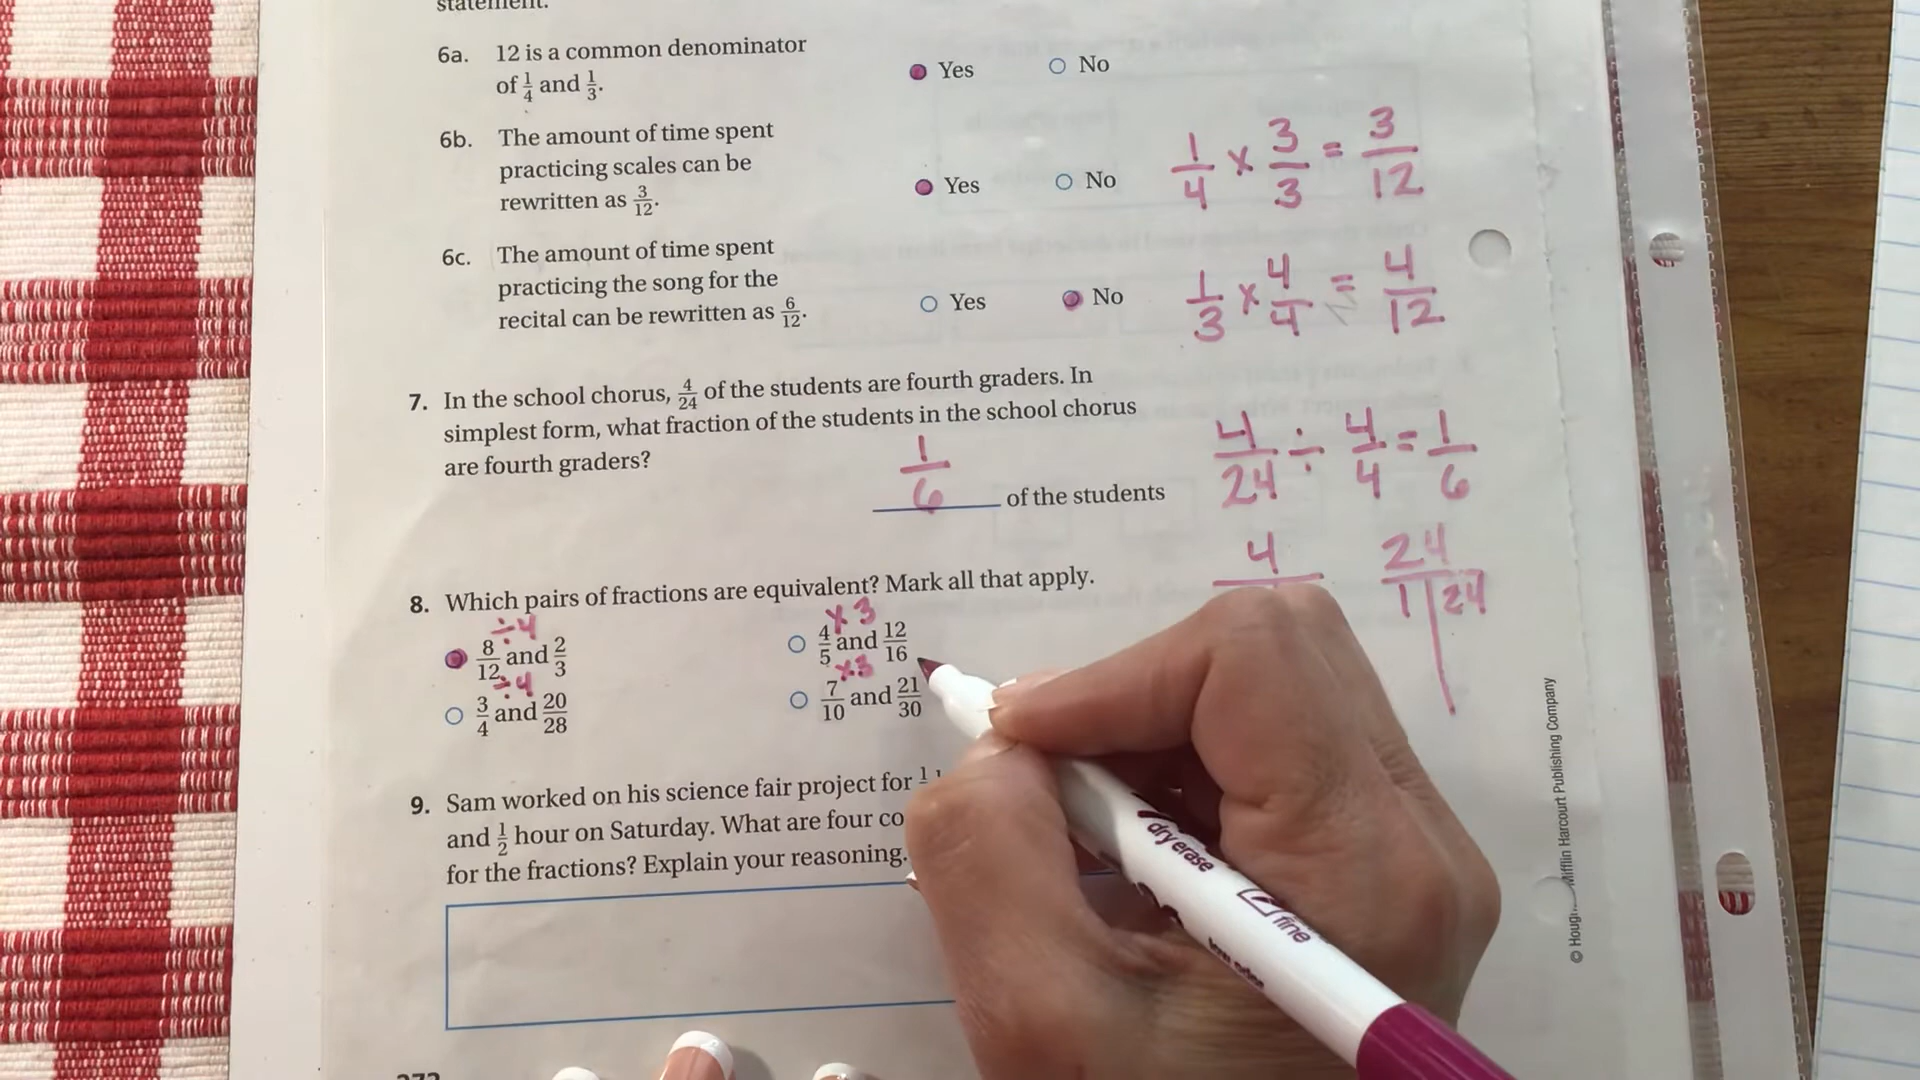 statement.
6a. 12 is a common denominator
of 1/4 and 1/3.
Yes No
6b. The amount of time spent
practicing scales can be
rewritten as 3/12.
Yes No
1/4 x 3/3 = 3/12
6c. The amount of time spent
practicing the song for the
recital can be rewritten as 6/12.
Yes No
1/3 x 4/4 = 4/12
7. In the school chorus, 4/24 of the students are fourth graders. In
simplest form, what fraction of the students in the school chorus
are fourth graders?
1/6 of the students
4/24 ÷ 4/4 = 1/6
4
24
1 24
8. Which pairs of fractions are equivalent? Mark all that apply.
÷4
8/12 and 2/3
÷4
x 3
4/5 and 12/16
x3
3/4 and 20/28
7/10 and 21/30
9. Sam worked on his science fair project for
and 1/2 hour on Saturday. What are four
for the fractions? Explain your reasoning.
Mifflin Harcourt Publishing Company
dry erase
fine